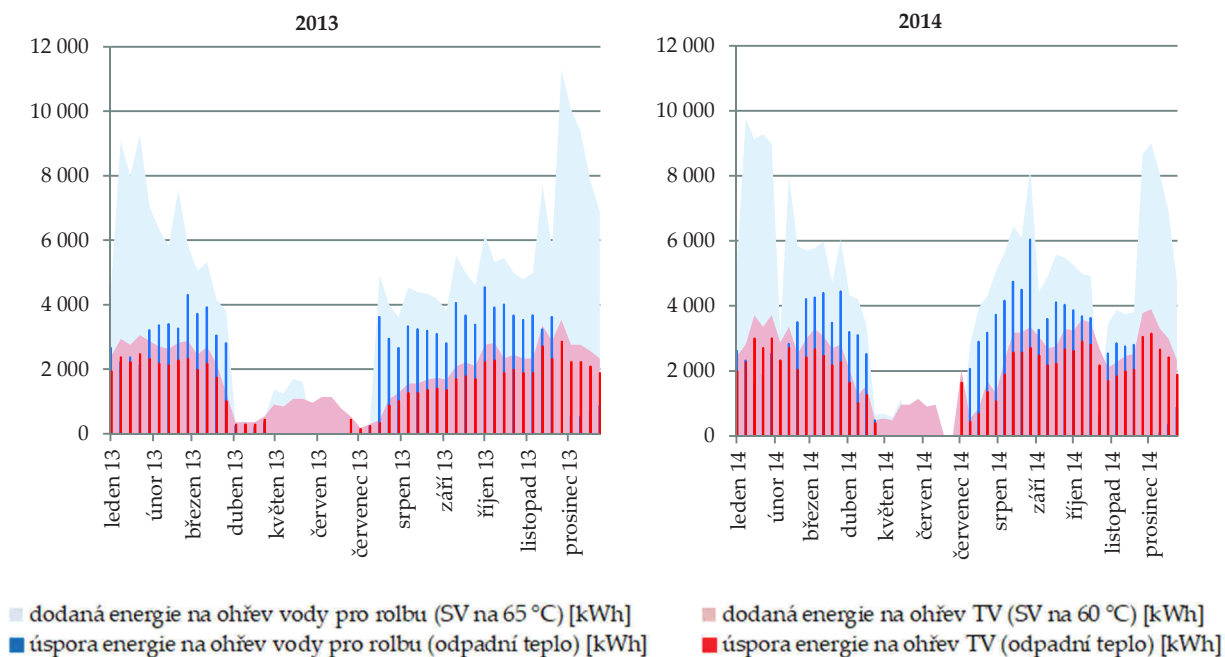 2013
12 000
10 000
8 000
6 000
4 000
2 000
0
leden 13
únor 13
březen 13
duben 13
květen 13
červen 13
červenec 13
srpen 13
září 13
říjen 13
listopad 13
prosinec 13
2014
12 000
10 000
8 000
6 000
4 000
2 000
0
leden 14
únor 14
březen 14
duben 14
květen 14
červen 14
červenec 14
srpen 14
září 14
říjen 14
listopad 14
prosinec 14
dodaná energie na ohřev vody pro rolbu (SV na 65 °C) [kWh]
dodaná energie na ohřev TV (SV na 60 °C) [kWh]
úspora energie na ohřev vody pro rolbu (odpadní teplo) [kWh]
úspora energie na ohřev TV (odpadní teplo) [kWh]